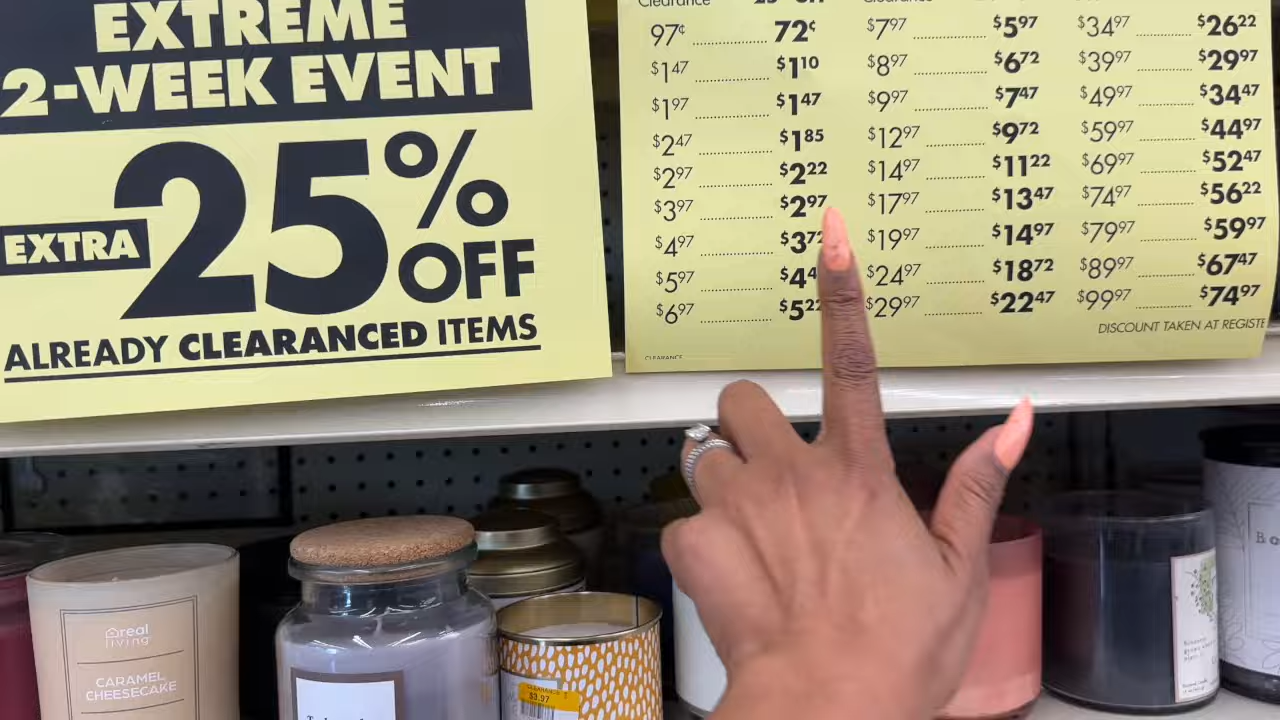 EXTREME
2-WEEK EVENT
EXTRA 25% OFF
ALREADY CLEARANCED ITEMS
Clearance
97¢ 72¢
$1.47 $1.10
$1.97 $1.47
$2.47 $1.85
$2.97 $2.22
$3.97 $2.97
$4.97 $3.72
$5.97 $4.4
$6.97 $5.22
CLEARANCE
$7.97 $5.97
$8.97 $6.72
$9.97 $7.47
$12.97 $9.72
$14.97 $11.22
$17.97 $13.47
$19.97 $14.97
$24.97 $18.72
$29.97 $22.47
$34.97 $26.22
$39.97 $29.97
$49.97 $34.47
$59.97 $44.97
$69.97 $52.47
$74.97 $56.22
$79.97 $59.97
$89.97 $67.47
$99.97 $74.97
DISCOUNT TAKEN AT REGISTE
real
living
CARAMEL
CHEESECAKE
CLEARANCE
$3.97